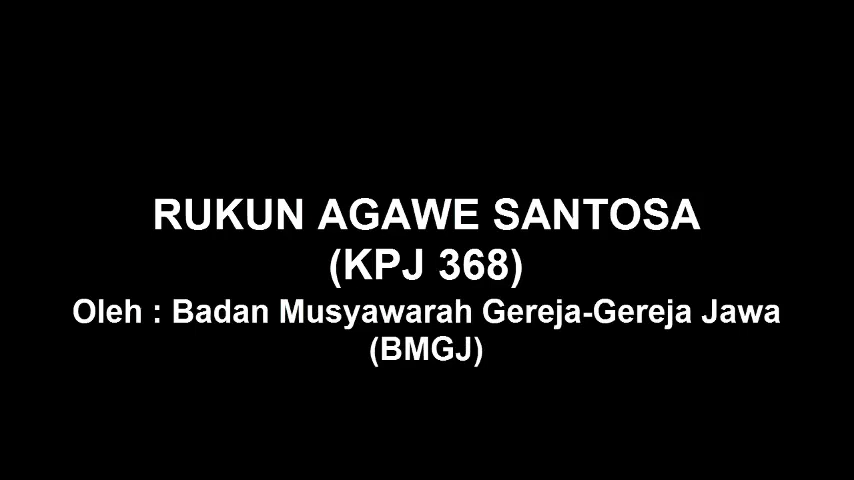 RUKUN AGAWE SANTOSA
(KPJ 368)
Oleh : Badan Musyawarah Gereja-Gereja Jawa
(BMGJ)